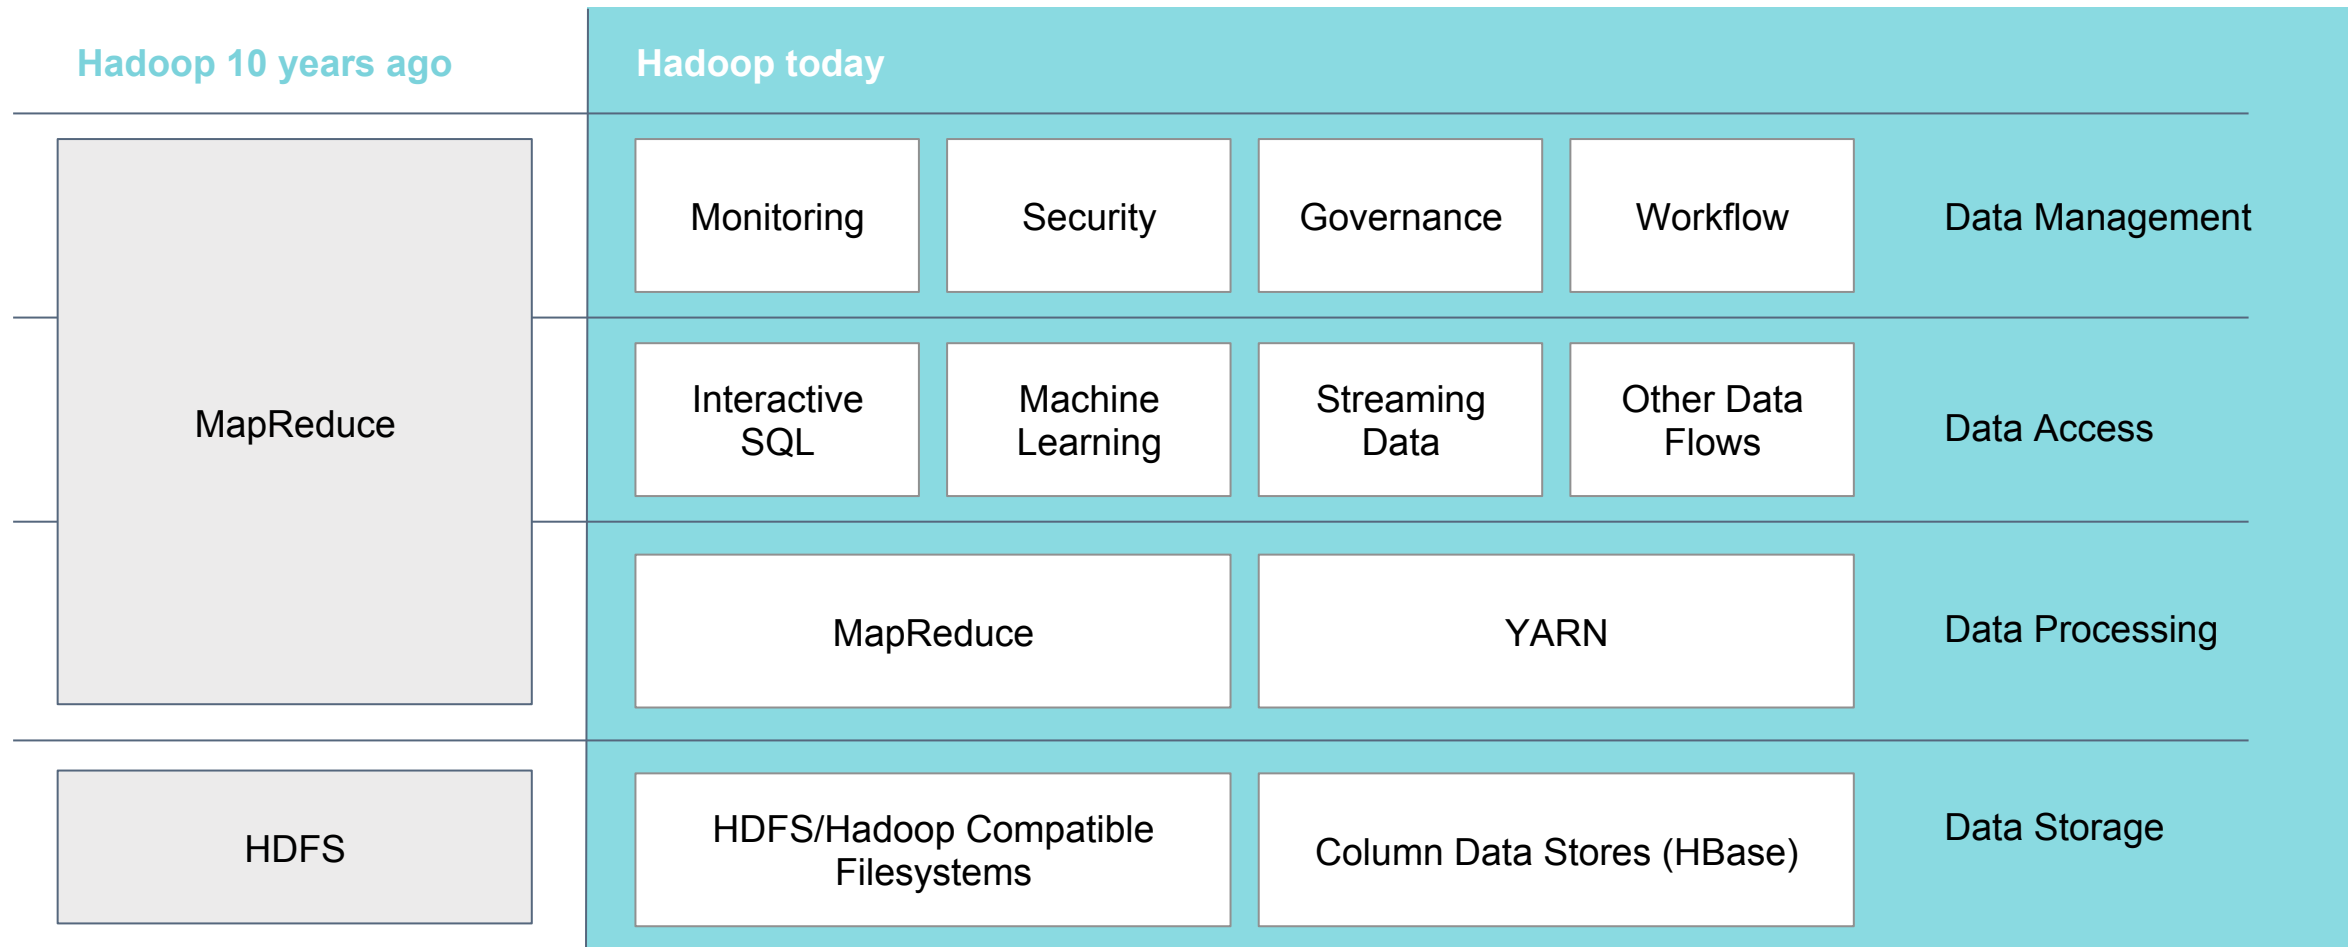 Hadoop 10 years ago
Hadoop today
MapReduce
HDFS
Monitoring
Security
Governance
Workflow
Data Management
Interactive
SQL
Machine
Learning
Streaming
Data
Other Data
Flows
Data Access
MapReduce
YARN
Data Processing
HDFS/Hadoop Compatible
Filesystems
Column Data Stores (HBase)
Data Storage